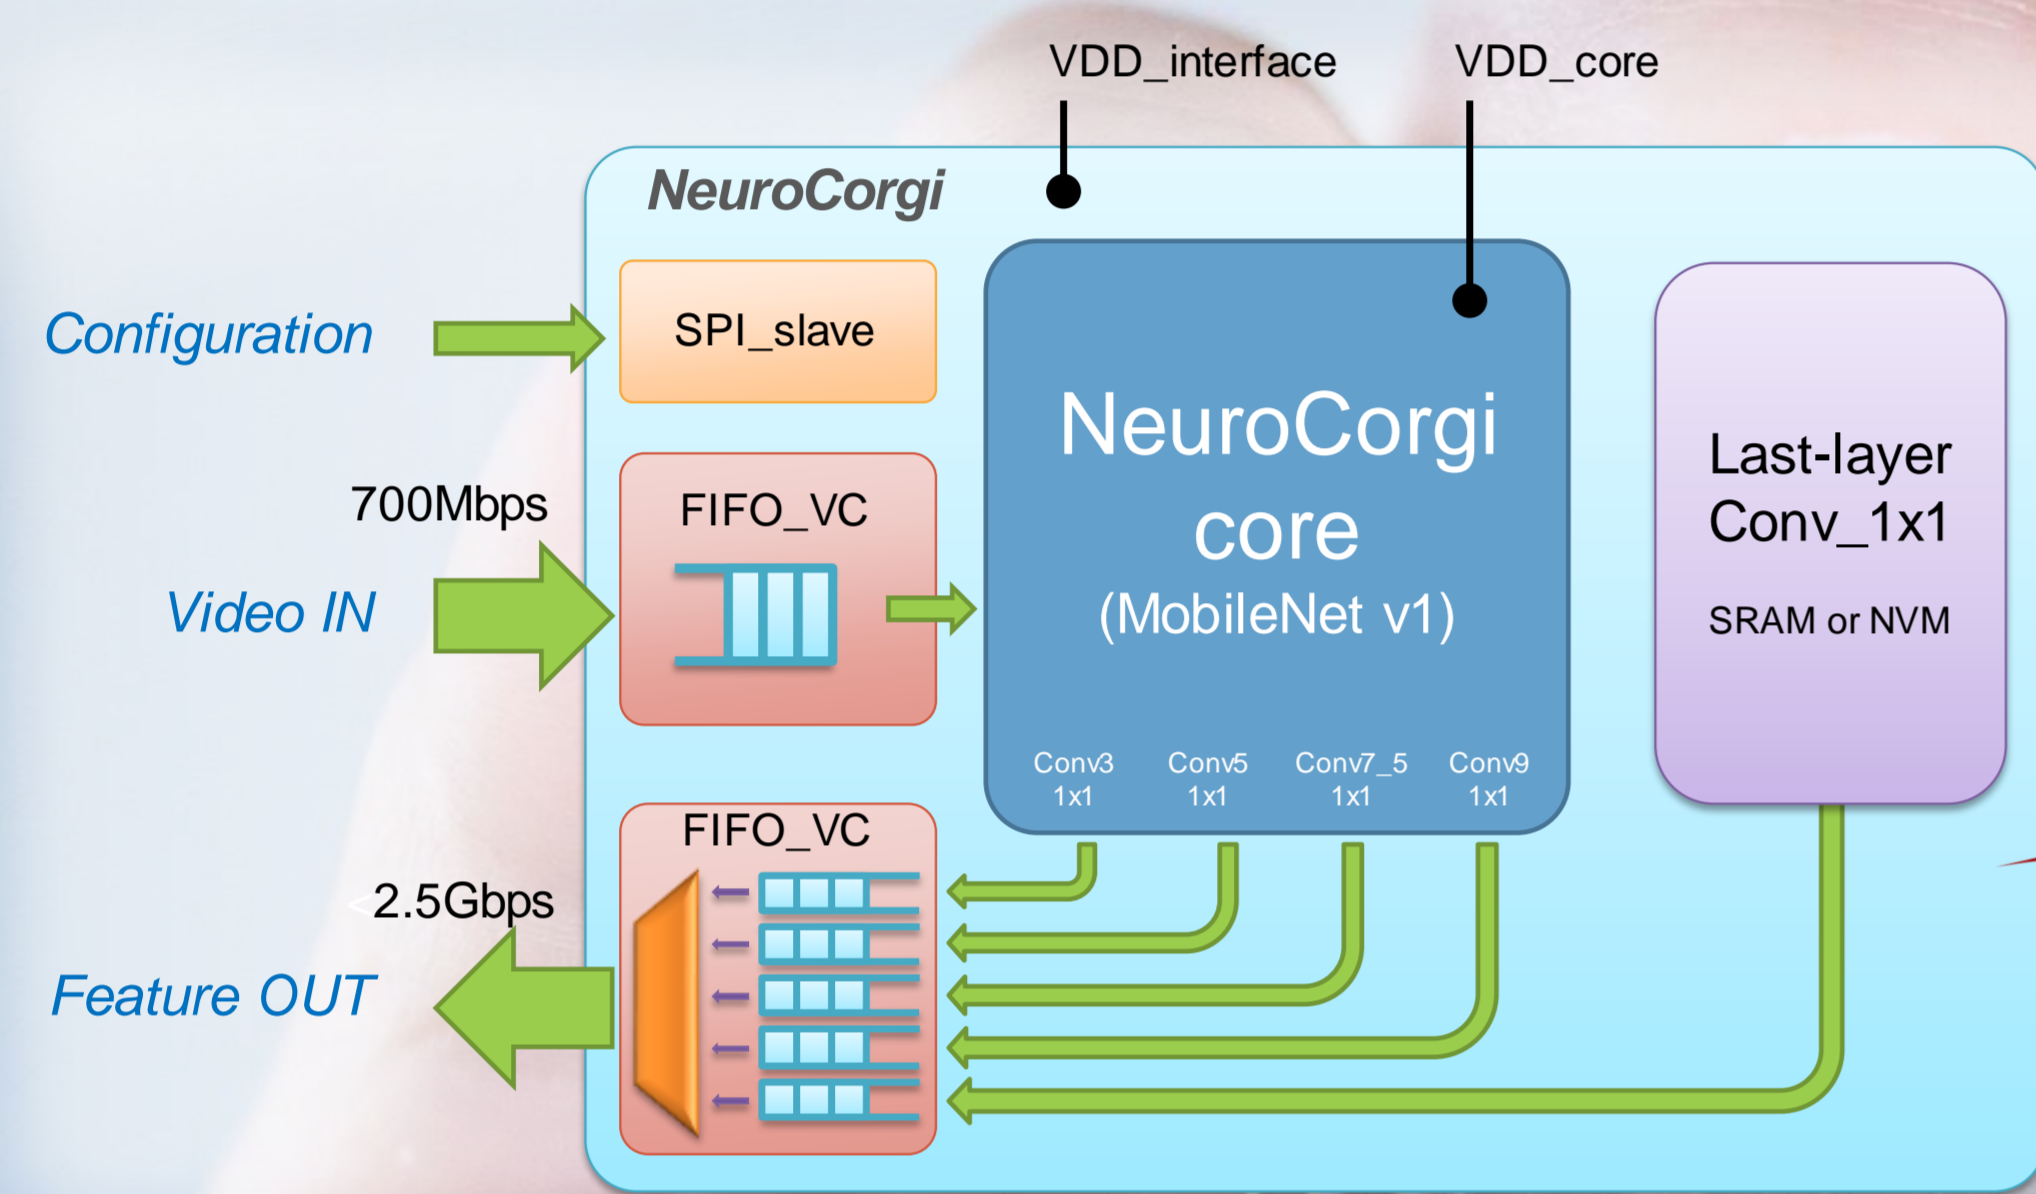 VDD_interface
VDD_core
NeuroCorgi
Configuration
SPI_slave
700Mbps
Video IN
FIFO_VC
NeuroCorgi
core
(MobileNet v1)
Conv3
1x1
Conv5
1x1
Conv7_5
1x1
Conv9
1x1
Last-layer
Conv_1x1
SRAM or NVM
<2.5Gbps
Feature OUT
FIFO_VC